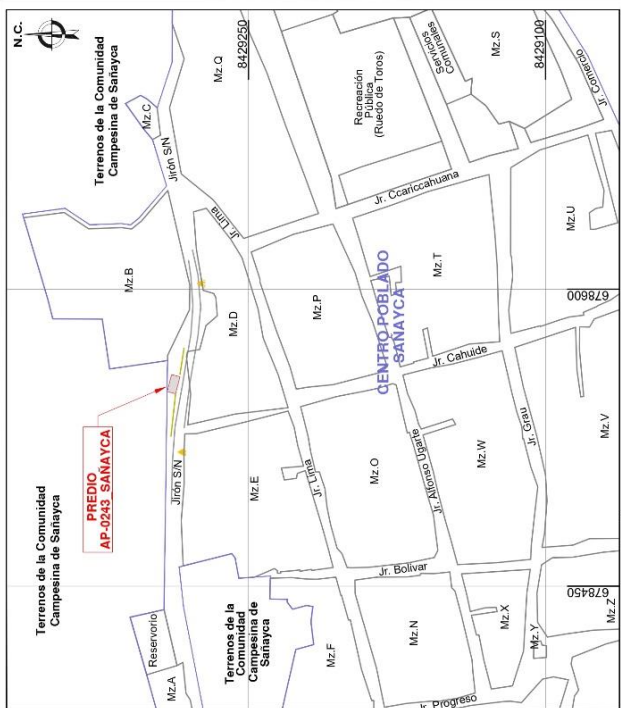 N.C.
8429250
8429100
Terrenos de la Comunidad
Campesina de Sañayca
Mz.C
Jirón S/N
Mz.Q
Recreación
Pública
(Ruedo de Toros)
Servicios
Comunales
Mz.S
Jr. Comercio
Jr. Ccariccahuana
Jr. Lima
Mz.B
Mz.D
Mz.P
CENTRO POBLADO
SAÑAYCA
Mz.T
Mz.U
678600
Jr. Cahuide
PREDIO
AP-0243_SAÑAYCA
Jirón S/N
Terrenos de la Comunidad
Campesina de Sañayca
Mz.E
Jr. Lima
Mz.O
Jr. Alfonso Ugarte
Mz.W
Jr. Grau
Mz.V
Jr. Bolivar
678450
Reservorio
Mz.A
Terrenos de la
Comunidad
Campesina de
Sañayca
Mz.F
Mz.N
Mz.X
Mz.Y
Mz.Z
Jr. Progreso